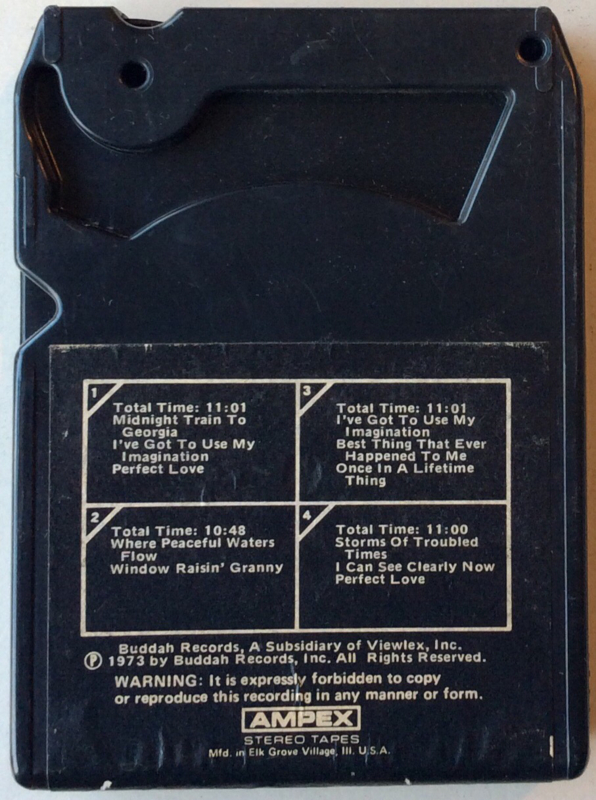 1
Total Time: 11:01
Midnight Train To
Georgia
I've Got To Use My
Imagination
Perfect Love
2
Total Time: 10:48
Where Peaceful Waters
Flow
Window Raisin' Granny
3
Total Time: 11:01
I've Got To Use My
Imagination
Best Thing That Ever
Happened To Me
Once In A Lifetime
Thing
4
Total Time: 11:00
Storms Of Troubled
Times
I Can See Clearly Now
Perfect Love
Buddah Records, A Subsidiary of Viewlex, Inc.
Ⓟ 1973 by Buddah Records, Inc. All Rights Reserved.
WARNING: It is expressly forbidden to copy
or reproduce this recording in any manner or form.
AMPEX
STEREO TAPES
Mfd. in Elk Grove Village, Ill. U.S.A.